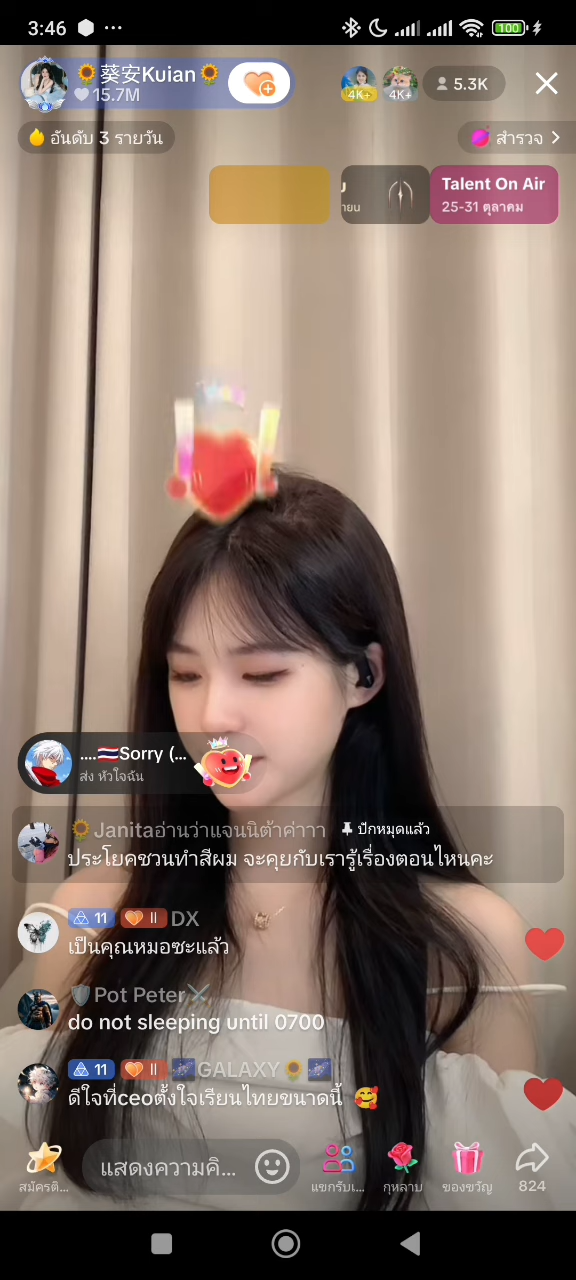 3:46
100
🌻葵安Kuian🌻
15.7M
4K+
4K+
5.3K
อันดับ 3 รายวัน
สำรวจ
Talent On Air
25-31 ตุลาคม
....🇹🇭Sorry (...
ส่ง หัวใจฉัน
🌻Janitaอ่านว่าแจนนิต้าค่าาา ปักหมุดแล้ว
ประโยคชวนทำสีผม จะคุยกับเรารู้เรื่องตอนไหนคะ
11 II DX
เป็นคุณหมอซะแล้ว
🛡️Pot Peter⚔️
do not sleeping until 0700
11 II 🌌GALAXY🌻🌌
ดีใจที่ceoตั้งใจเรียนไทยขนาดนี้ 🥰
สมัครติ...
แสดงความคิ...
แขกรับเ...
กุหลาบ
ของขวัญ
824